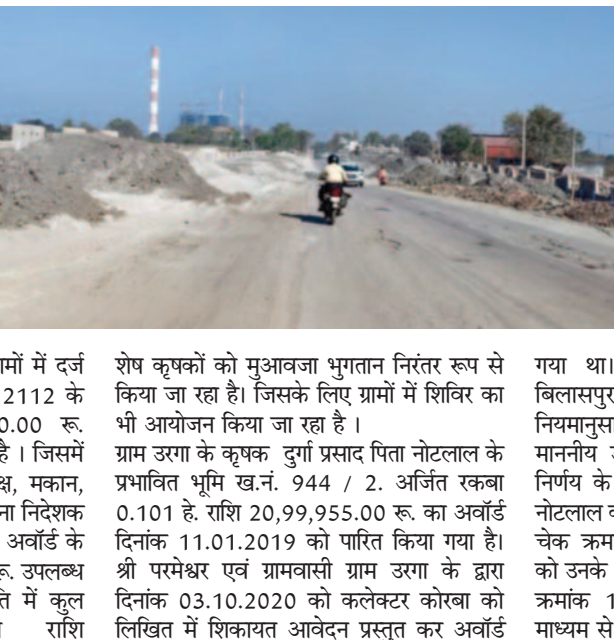 ामों में दर्ज
2112 के
0.00 रू.
है । जिसमें
क्ष, मकान,
ना निदेशक
अवॉर्ड के
रू. उपलब्ध
ति में कुल
राशि
शेष कृषकों को मुआवजा भुगतान निरंतर रूप से
किया जा रहा है। जिसके लिए ग्रामों में शिविर का
भी आयोजन किया जा रहा है ।
ग्राम उरगा के कृषक दुर्गा प्रसाद पिता नोटलाल के
प्रभावित भूमि ख.नं. 944 / 2. अर्जित रकबा
0.101 हे. राशि 20,99,955.00 रू. का अवॉर्ड
दिनांक 11.01.2019 को पारित किया गया है।
श्री परमेश्वर एवं ग्रामवासी ग्राम उरगा के द्वारा
दिनांक 03.10.2020 को कलेक्टर कोरबा को
लिखित में शिकायत आवेदन प्रस्तुत कर अवॉर्ड
गया था।
बिलासपुर
नियमानुसा
माननीय
निर्णय के
नोटलाल
चेक क्रमा
को उनके
क्रमांक 1
माध्यम से